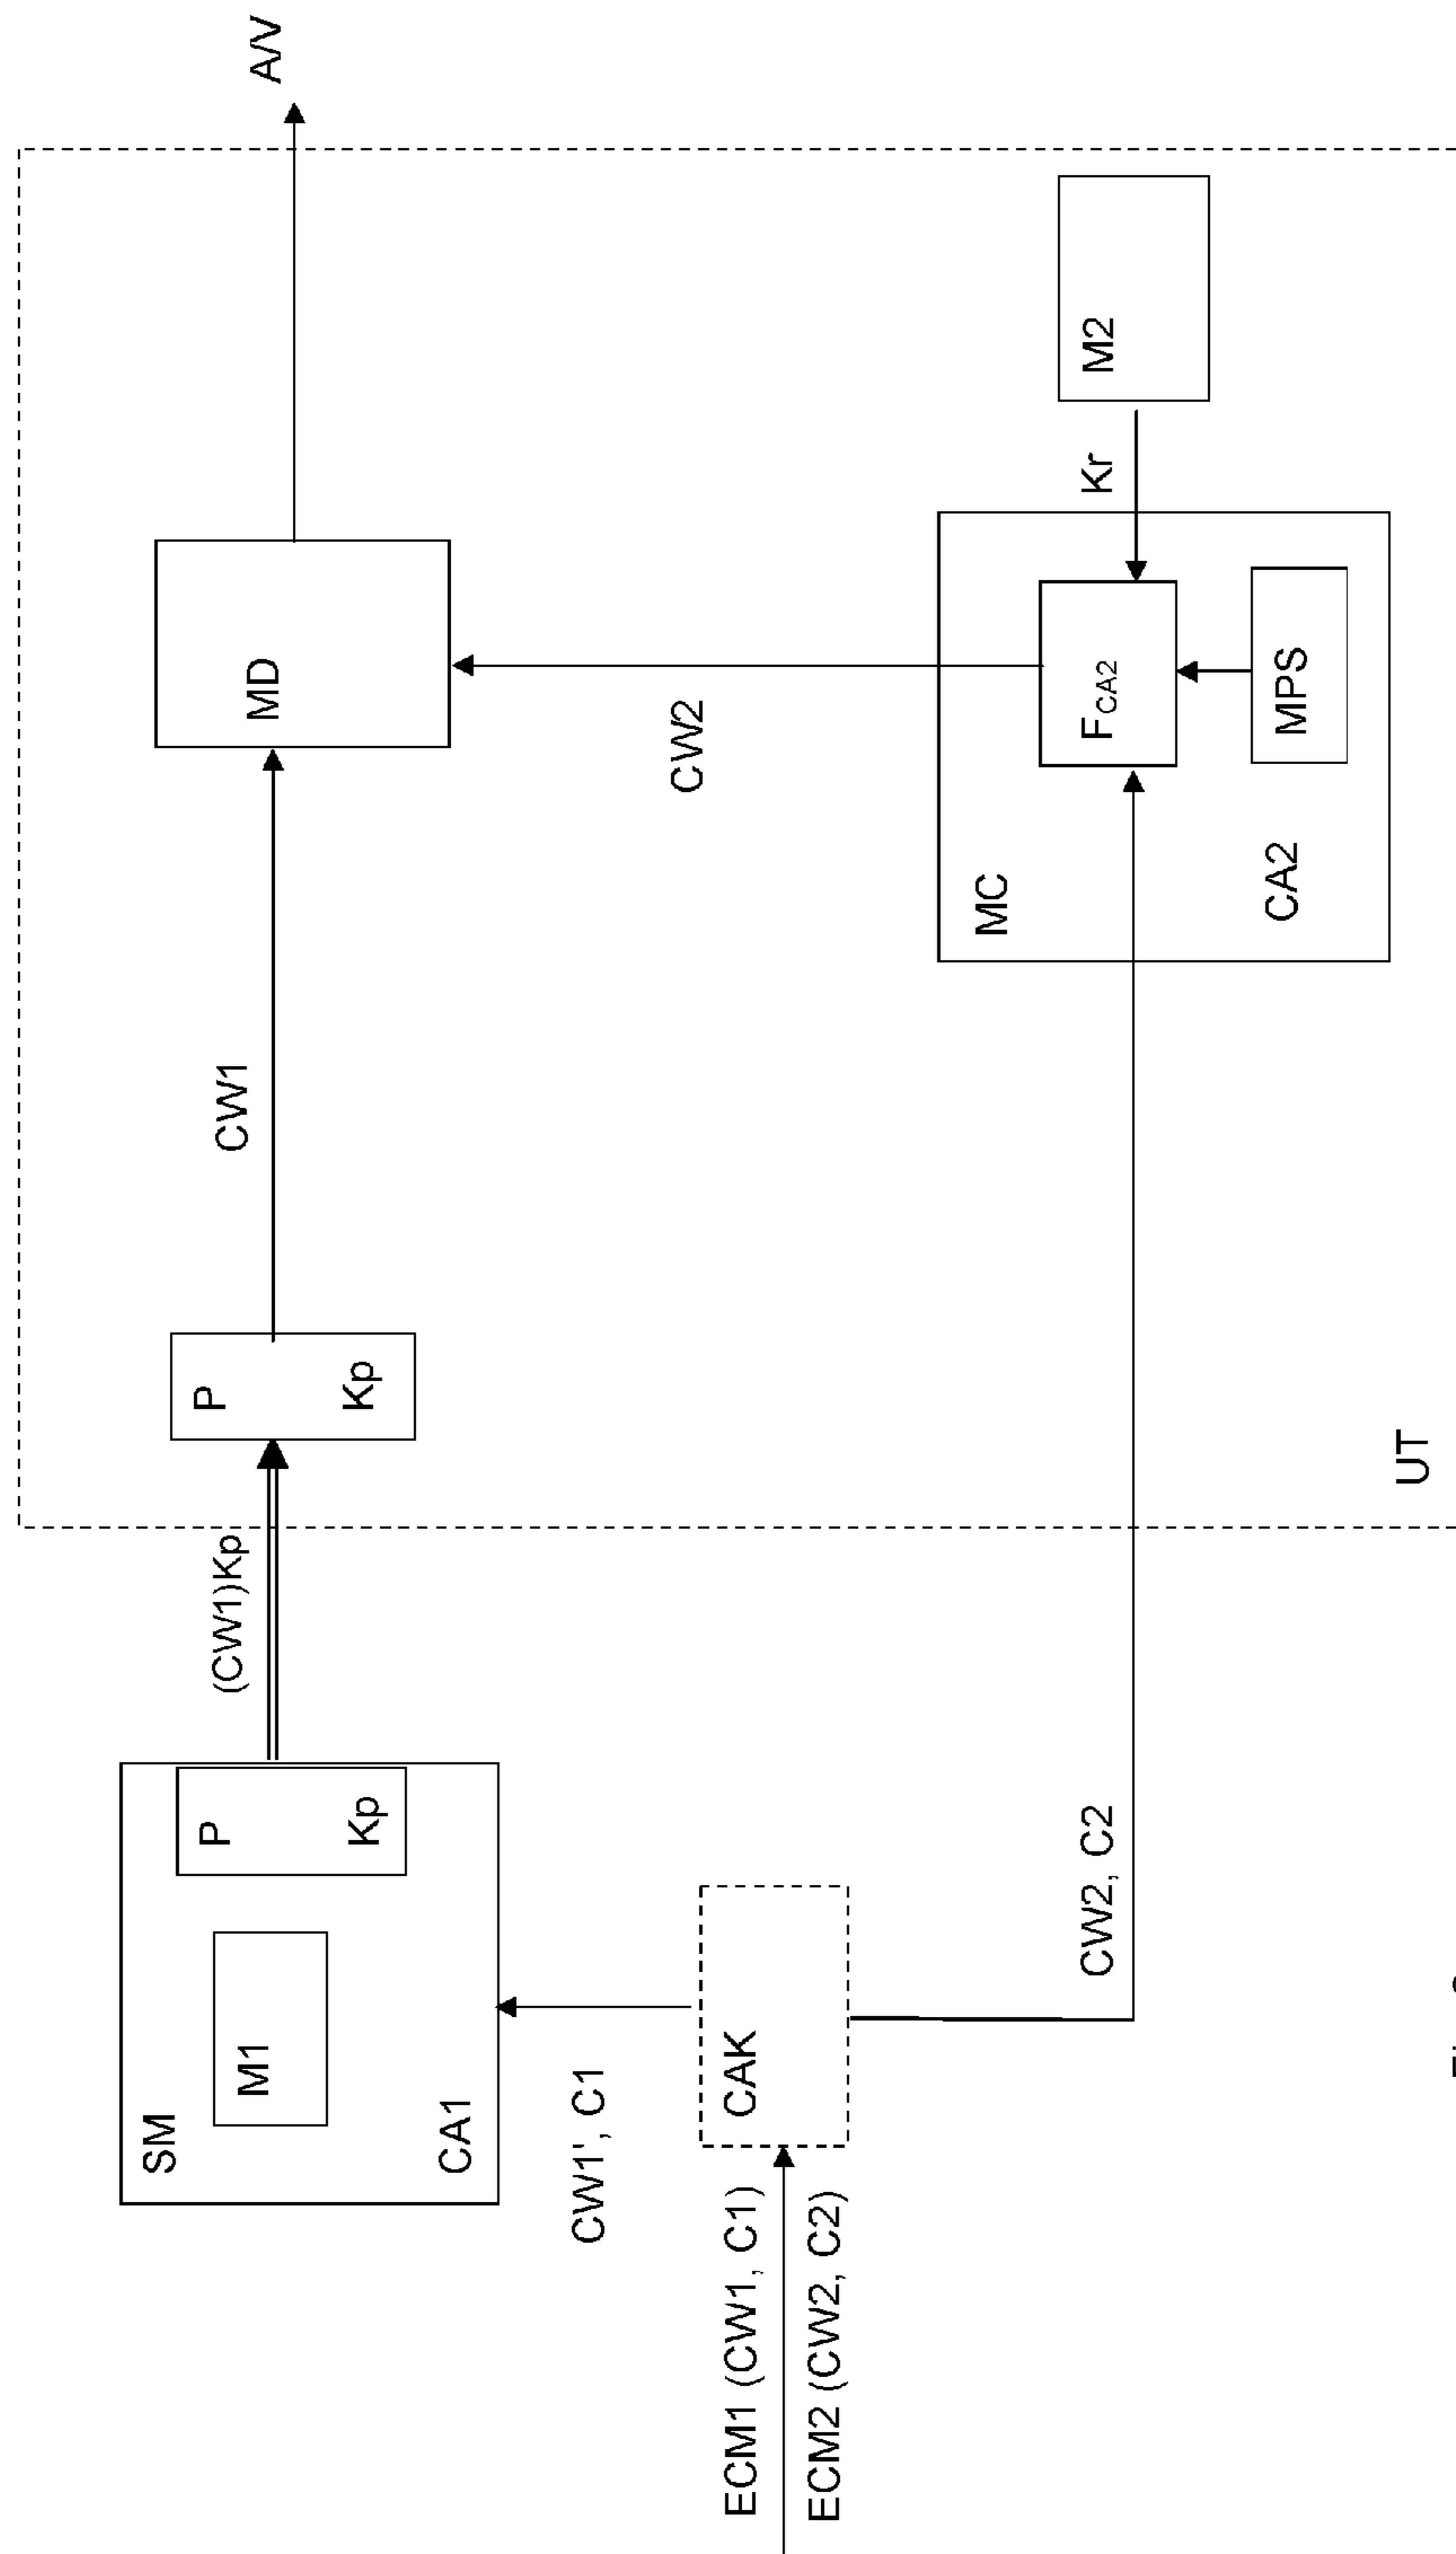 A/V
MD
CW1
P
Kp
(CW1)Kp
P
Kp
SM
M1
CA1
CW1', C1
CAK
ECM1 (CW1, C1)
ECM2 (CW2, C2)
CW2, C2
CW2
MC
F CA2
MPS
CA2
Kr
M2
UT